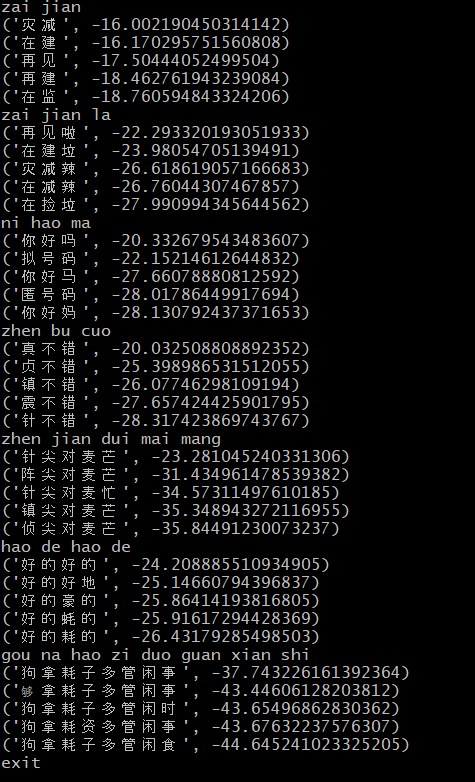 zai jian
('灾减', -16.002190450314142)
('在建', -16.170295751560808)
('再见', -17.50444052499504)
('再建', -18.462761943239084)
('在监', -18.760594843324206)
zai jian la
('再见啦', -22.293320193051933)
('在建垃', -23.98054705139491)
('灾减辣', -26.618619057166683)
('在减辣', -26.76044307467857)
('在捡垃', -27.990994345644562)
ni hao ma
('你好吗', -20.332679543483607)
('拟号码', -22.15214612644832)
('你好马', -27.66078880812592)
('匿号码', -28.01786449917694)
('你好妈', -28.130792437371653)
zhen bu cuo
('真不错', -20.032508808892352)
('贞不错', -25.398986531512055)
('镇不错', -26.07746298109194)
('震不错', -27.657424425901795)
('针不错', -28.317423869743767)
zhen jian dui mai mang
('针尖对麦芒', -23.281045240331306)
('阵尖对麦芒', -31.434961478539382)
('针尖对麦忙', -34.57311497610185)
('镇尖对麦芒', -35.348943272116955)
('侦尖对麦芒', -35.84491230073237)
hao de hao de
('好的好的', -24.208885510934905)
('好的好地', -25.14660794396837)
('好的豪的', -25.86414193816805)
('好的蚝的', -25.91617294428369)
('好的耗的', -26.43179285498503)
gou na hao zi duo guan xian shi
('狗拿耗子多管闲事', -37.743226161392364)
('够拿耗子多管闲事', -43.44606128203812)
('狗拿耗子多管闲时', -43.65496862830362)
('狗拿耗资多管闲事', -43.67632237576307)
('狗拿耗子多管闲食', -44.645241023325205)
exit